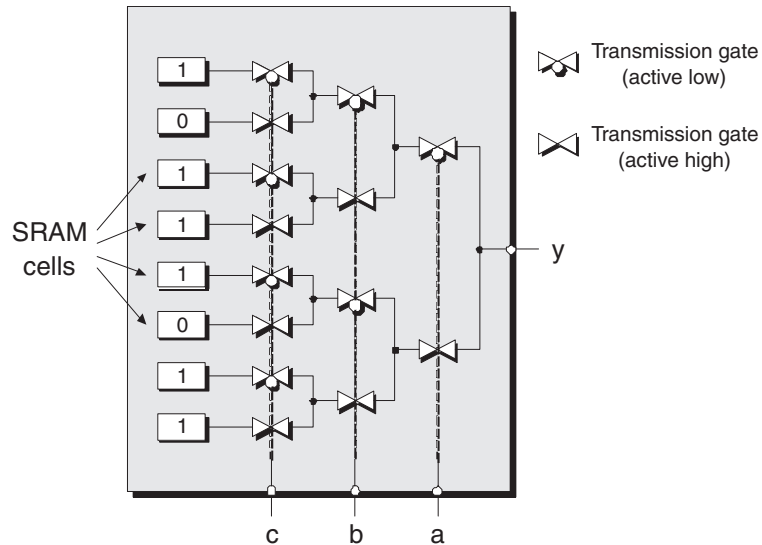 1
0
1
1
1
0
1
1
SRAM
cells
y
c b a
Transmission gate
(active low)
Transmission gate
(active high)